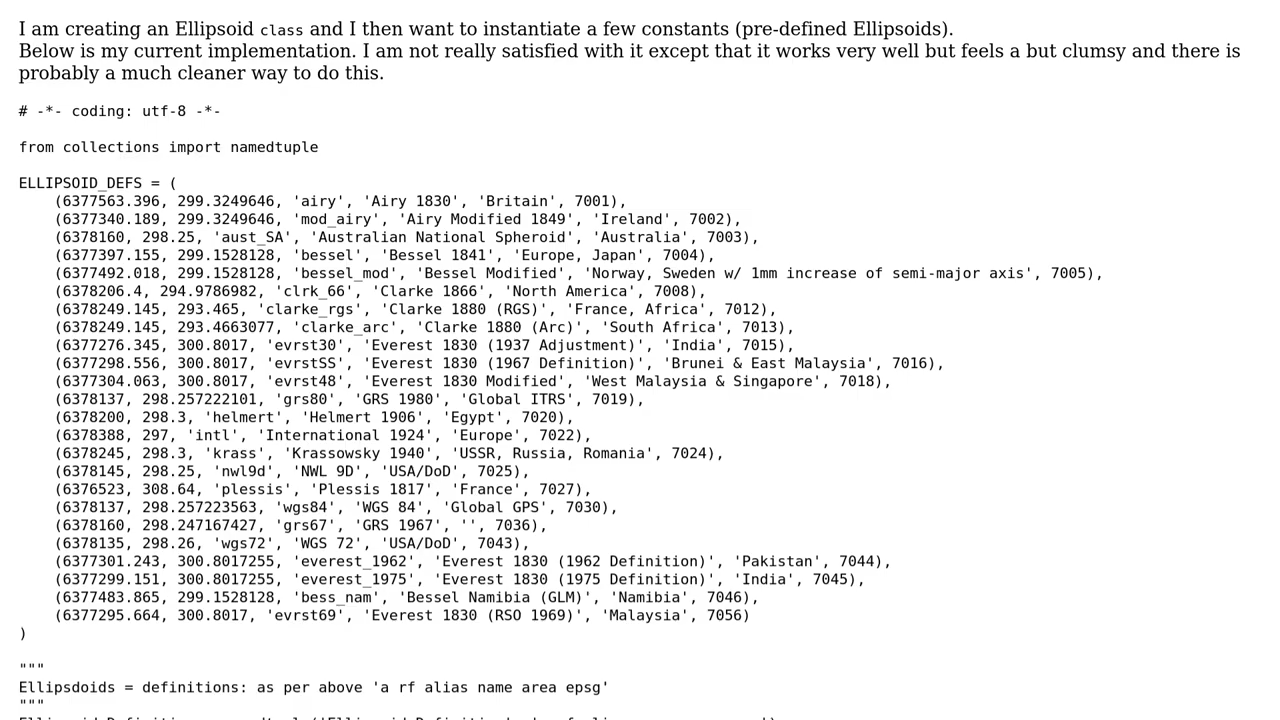 I am creating an Ellipsoid class and I then want to instantiate a few constants (pre-defined Ellipsoids).
Below is my current implementation. I am not really satisfied with it except that it works very well but feels a but clumsy and there is
probably a much cleaner way to do this.
# -*- coding: utf-8 -*-
from collections import namedtuple
ELLIPSOID_DEFS = (
    (6377563.396, 299.3249646, 'airy', 'Airy 1830', 'Britain', 7001),
    (6377340.189, 299.3249646, 'mod_airy', 'Airy Modified 1849', 'Ireland', 7002),
    (6378160, 298.25, 'aust_SA', 'Australian National Spheroid', 'Australia', 7003),
    (6377397.155, 299.1528128, 'bessel', 'Bessel 1841', 'Europe, Japan', 7004),
    (6377492.018, 299.1528128, 'bessel_mod', 'Bessel Modified', 'Norway, Sweden w/ 1mm increase of semi-major axis', 7005),
    (6378206.4, 294.9786982, 'clrk_66', 'Clarke 1866', 'North America', 7008),
    (6378249.145, 293.465, 'clarke_rgs', 'Clarke 1880 (RGS)', 'France, Africa', 7012),
    (6378249.145, 293.4663077, 'clarke_arc', 'Clarke 1880 (Arc)', 'South Africa', 7013),
    (6377276.345, 300.8017, 'evrst30', 'Everest 1830 (1937 Adjustment)', 'India', 7015),
    (6377298.556, 300.8017, 'evrstSS', 'Everest 1830 (1967 Definition)', 'Brunei & East Malaysia', 7016),
    (6377304.063, 300.8017, 'evrst48', 'Everest 1830 Modified', 'West Malaysia & Singapore', 7018),
    (6378137, 298.257222101, 'grs80', 'GRS 1980', 'Global ITRS', 7019),
    (6378200, 298.3, 'helmert', 'Helmert 1906', 'Egypt', 7020),
    (6378388, 297, 'intl', 'International 1924', 'Europe', 7022),
    (6378245, 298.3, 'krass', 'Krassowsky 1940', 'USSR, Russia, Romania', 7024),
    (6378145, 298.25, 'nwl9d', 'NWL 9D', 'USA/DoD', 7025),
    (6376523, 308.64, 'plessis', 'Plessis 1817', 'France', 7027),
    (6378137, 298.257223563, 'wgs84', 'WGS 84', 'Global GPS', 7030),
    (6378160, 298.247167427, 'grs67', 'GRS 1967', '', 7036),
    (6378135, 298.26, 'wgs72', 'WGS 72', 'USA/DoD', 7043),
    (6377301.243, 300.8017255, 'everest_1962', 'Everest 1830 (1962 Definition)', 'Pakistan', 7044),
    (6377299.151, 300.8017255, 'everest_1975', 'Everest 1830 (1975 Definition)', 'India', 7045),
    (6377483.865, 299.1528128, 'bess_nam', 'Bessel Namibia (GLM)', 'Namibia', 7046),
    (6377295.664, 300.8017, 'evrst69', 'Everest 1830 (RSO 1969)', 'Malaysia', 7056)
)
"""
Ellipsdoids = definitions: as per above 'a rf alias name area epsg'
"""